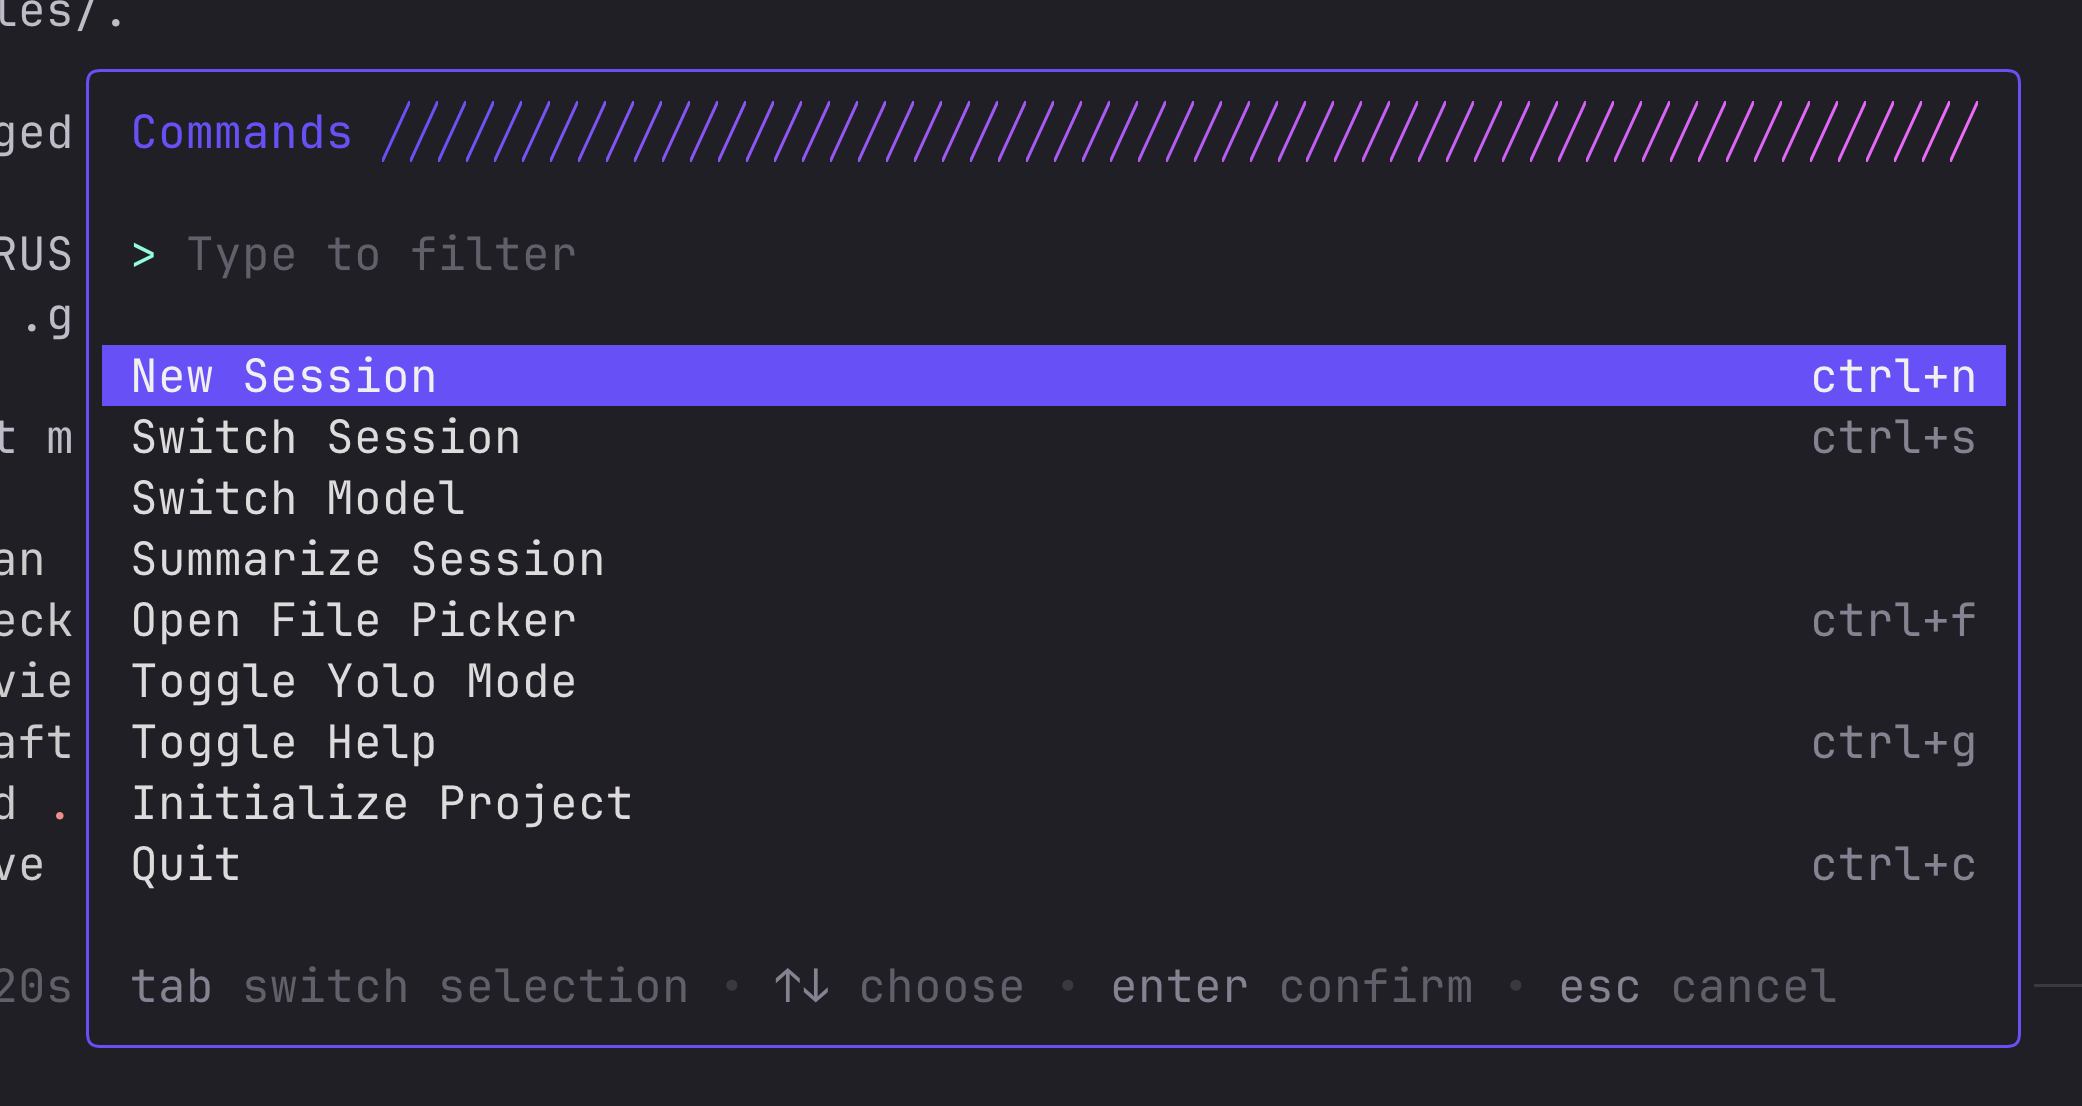 les/.
ged
Commands ／／／／／／／／／／／／／／／／／／／／／／／／／／／／／／／／／／／／／／／／／／／／／／／／／／／／／／／／／
RUS
> Type to filter
.g
New Session ctrl+n
t m
Switch Session ctrl+s
Switch Model
an
Summarize Session
eck
Open File Picker ctrl+f
vie
Toggle Yolo Mode
aft
Toggle Help ctrl+g
d .
Initialize Project
ve
Quit ctrl+c
20s
tab switch selection • ↑↓ choose • enter confirm • esc cancel